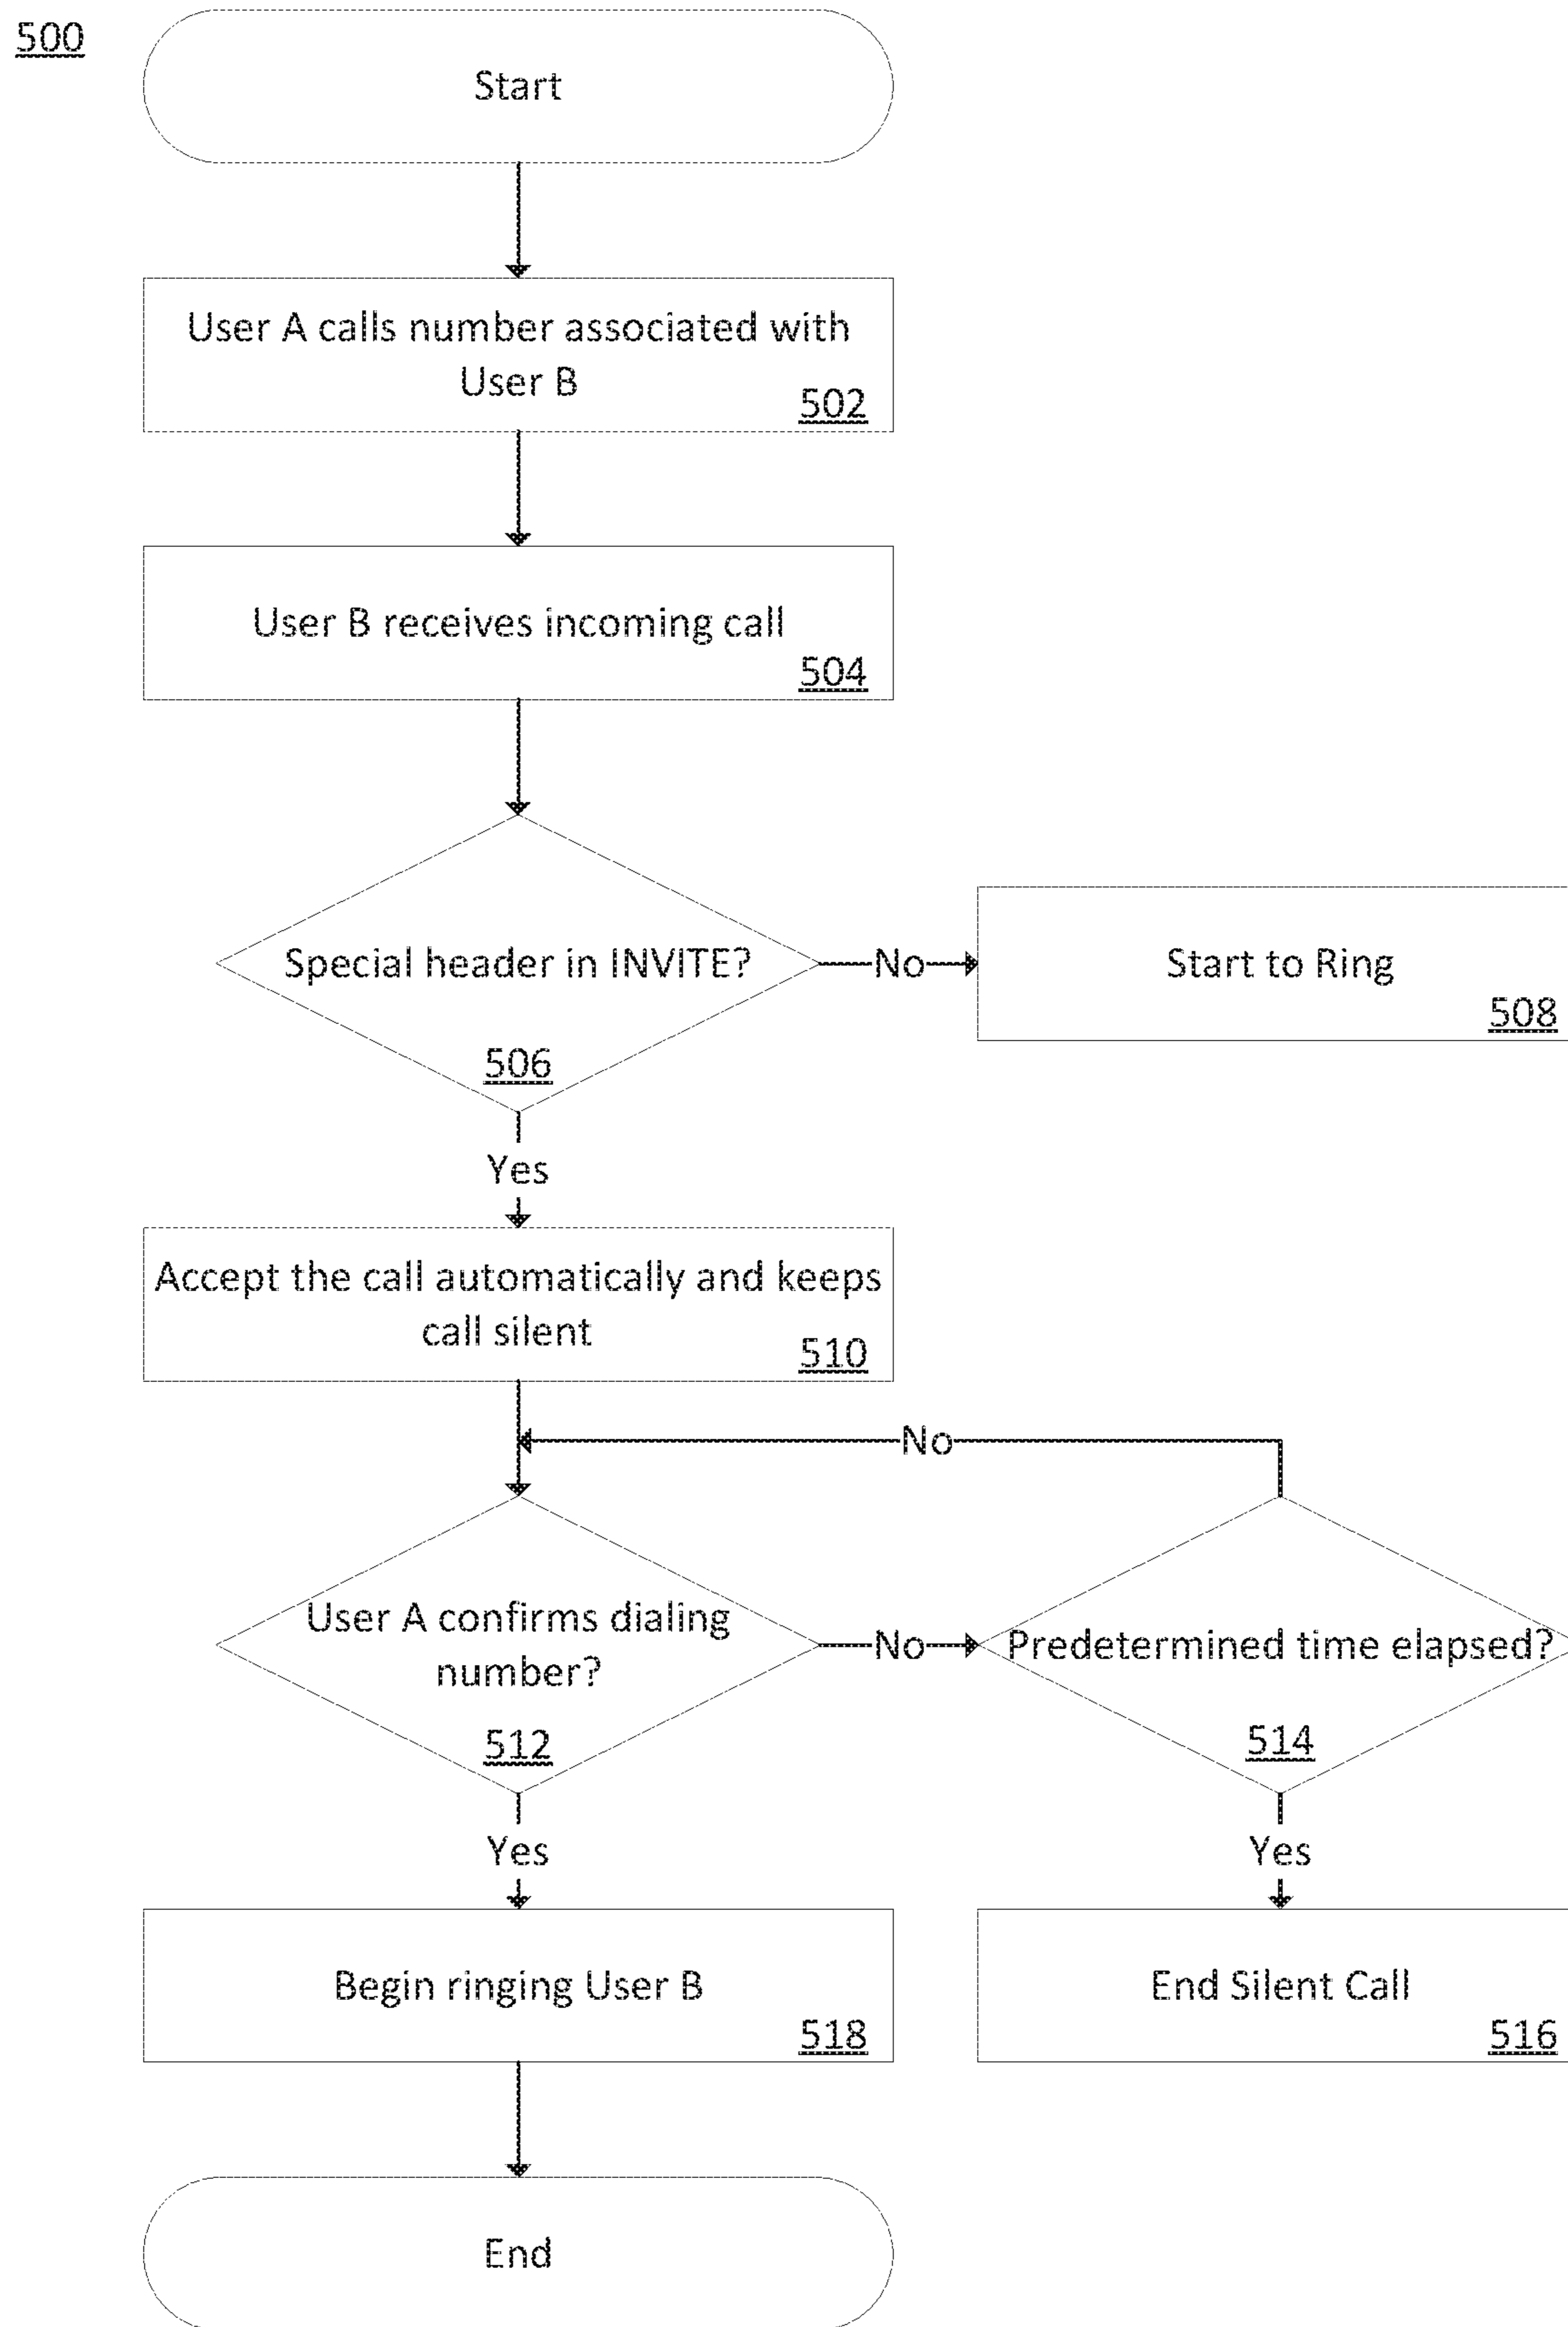 500
Start
User A calls number associated with
User B
502
User B receives incoming call
504
Special header in INVITE?
506
No
Start to Ring
508
Yes
Accept the call automatically and keeps
call silent
510
No
User A confirms dialing
number?
512
No
Predetermined time elapsed?
514
Yes
Yes
Begin ringing User B
518
End Silent Call
516
End